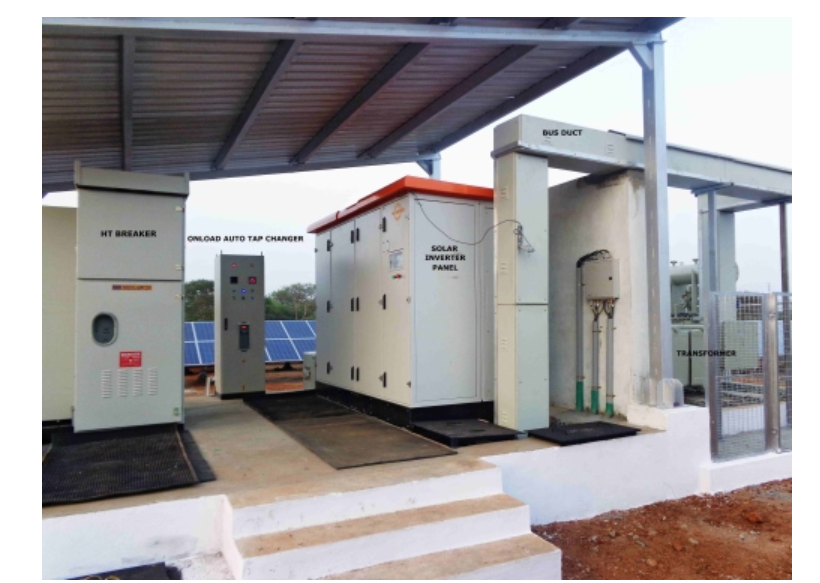 BUS DUCT
HT BREAKER
ONLOAD AUTO TAP CHANGER
SOLAR
INVERTER
PANEL
TRANSFORMER